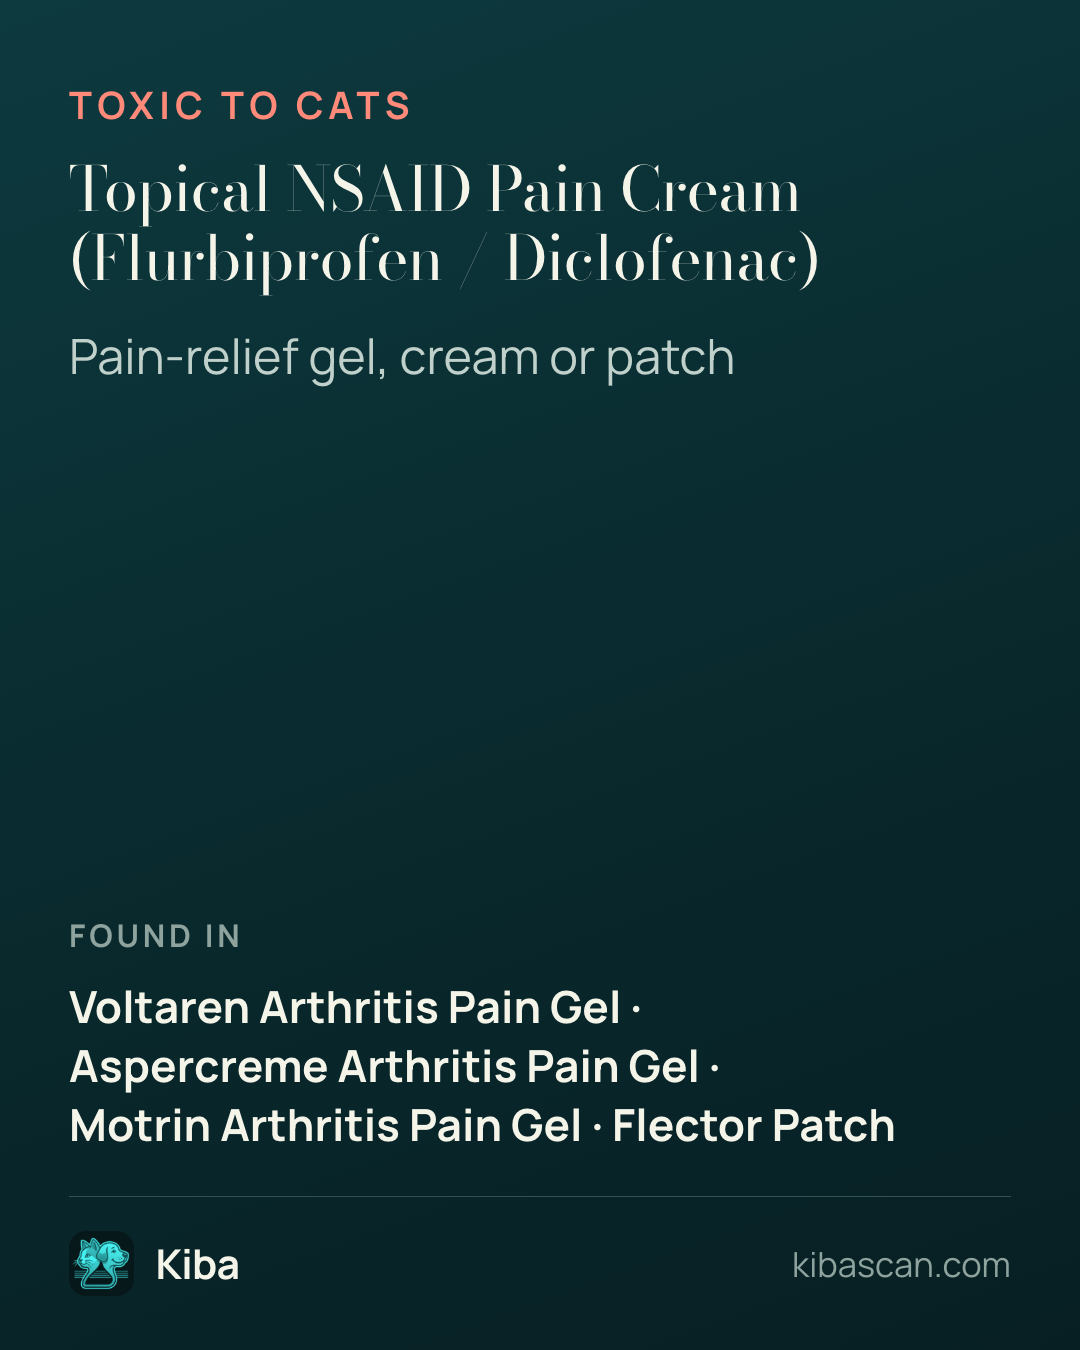 TOXIC TO CATS
Topical NSAID Pain Cream
(Flurbiprofen / Diclofenac)
Pain-relief gel, cream or patch
FOUND IN
Voltaren Arthritis Pain Gel ·
Aspercreme Arthritis Pain Gel ·
Motrin Arthritis Pain Gel · Flector Patch
Kiba
kibascan.com